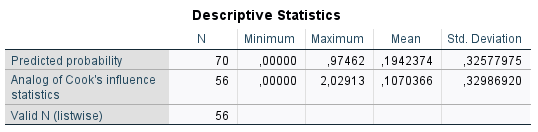 Descriptive Statistics
N Minimum Maximum Mean Std. Deviation
Predicted probability 70 ,00000 ,97462 ,1942374 ,32577975
Analog of Cook's influence 56 ,00000 2,02913 ,1070366 ,32986920
statistics
Valid N (listwise) 56